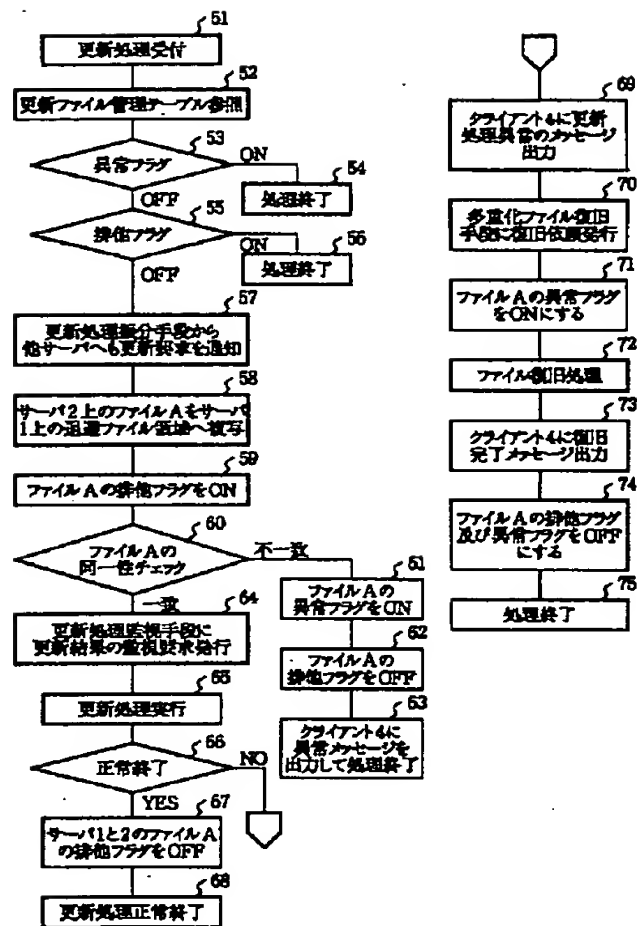 51
更新処理受付
52
更新ファイル管理テーブル参照
53
異常フラグ
ON
54
処理終了
OFF
55
排他フラグ
ON
56
処理終了
OFF
57
更新処理振分手段から
他サーバへも更新要求を通知
58
サーバ2上のファイルAをサーバ
1上の退避ファイル領域へ複写
59
ファイルAの排他フラグをON
60
ファイルAの
同一性チェック
不一致
61
ファイルAの
異常フラグをON
62
ファイルAの
排他フラグをOFF
63
クライアント4に
異常メッセージを
出力して処理終了
一致
64
更新処理監視手段に
更新結果の監視要求発行
65
更新処理実行
66
正常終了
NO
YES
67
サーバ1と2のファイルA
の排他フラグをOFF
68
更新処理正常終了
69
クライアント4に更新
処理異常のメッセージ
出力
70
多重化ファイル復旧
手段に復旧依頼発行
71
ファイルAの異常フラグ
をONにする
72
ファイル復旧処理
73
クライアント4に復旧
完了メッセージ出力
74
ファイルAの排他フラグ
及び異常フラグをOFF
にする
75
処理終了